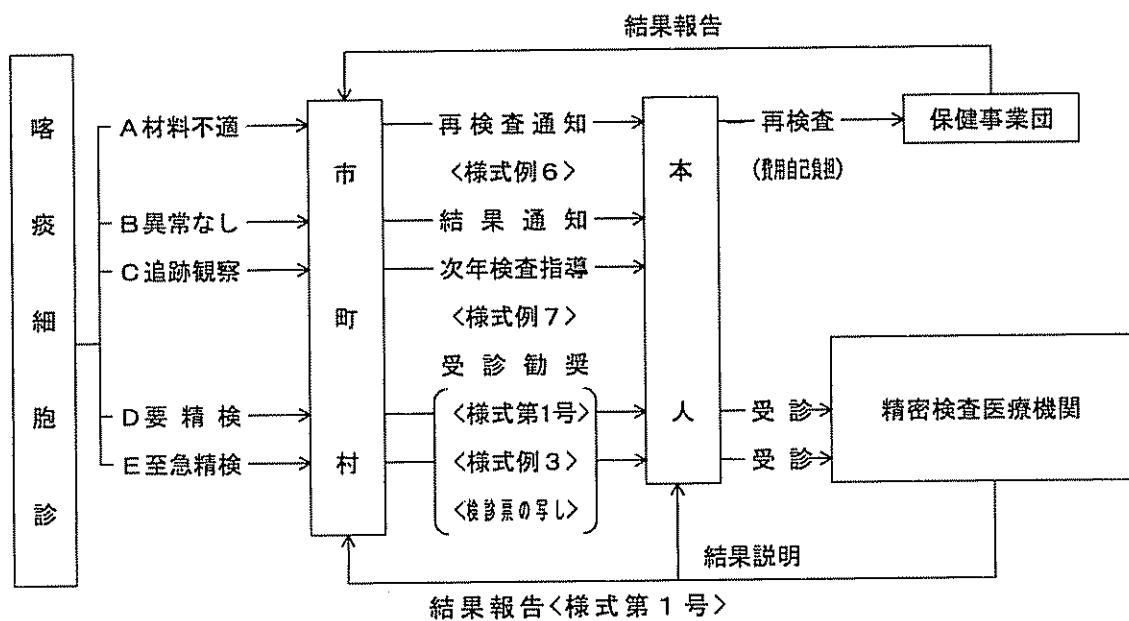 結果報告
喀痰細胞診
A材料不適
B異常なし
C追跡観察
D要精検
E至急精検
市町村
再検査通知
<様式例6>
結果通知
次年検査指導
<様式例7>
受診勧奨
<様式第1号>
<様式例3>
<検診票の写し>
本人
再検査
(費用自己負担)
保健事業団
受診
受診
精密検査医療機関
結果説明
結果報告<様式第1号>